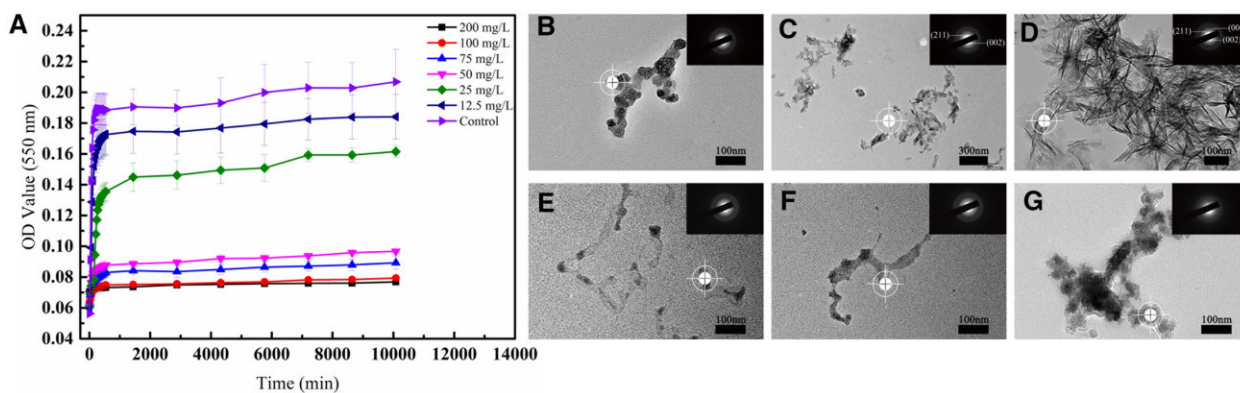 A
OD Value (550 nm)
0.24
0.22
0.20
0.18
0.16
0.14
0.12
0.10
0.08
0.06
0.04
0
2000
4000
6000
8000
10000
12000
14000
Time (min)
200 mg/L
100 mg/L
75 mg/L
50 mg/L
25 mg/L
12.5 mg/L
Control
B
100nm
C
(211)
(002)
300nm
D
(211)
(002)
100nm
E
100nm
F
100nm
G
100nm